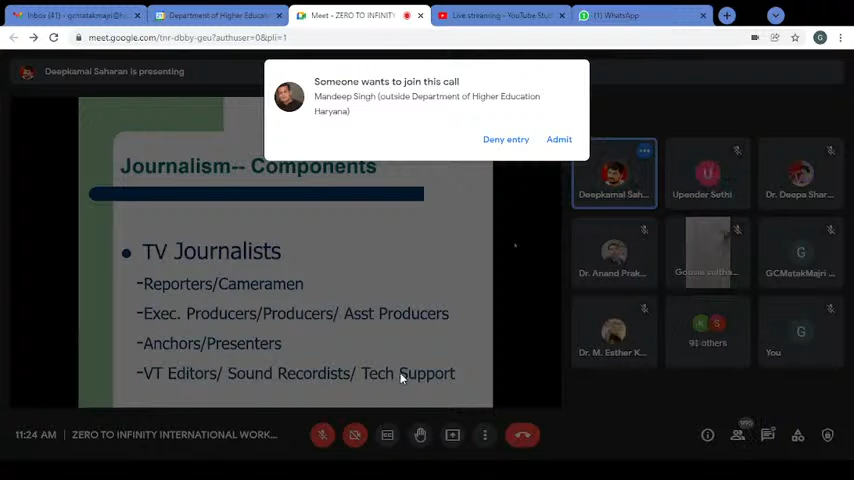 Inbox (41) - gcmatakmajri@h
Department of Higher Education
Meet - ZERO TO INFINITY
Live streaming - YouTube Stud
(1) WhatsApp
meet.google.com/tnr-dbby-geu?authuser=0&pli=1
G
Deepkamal Saharan is presenting
Someone wants to join this call
Mandeep Singh (outside Department of Higher Education
Haryana)
Deny entry
Admit
Journalism-- Components
TV Journalists
-Reporters/Cameramen
-Exec. Producers/Producers/ Asst Producers
-Anchors/Presenters
-VT Editors/ Sound Recordists/ Tech Support
Deepkamal Sah...
U
Upender Sethi
Dr. Deepa Shar...
Dr. Anand Prak...
Gousia sultha...
G
GCMatakMajri ...
Dr. M. Esther K...
K
S
91 others
G
You
11:24 AM | ZERO TO INFINITY INTERNATIONAL WORK...